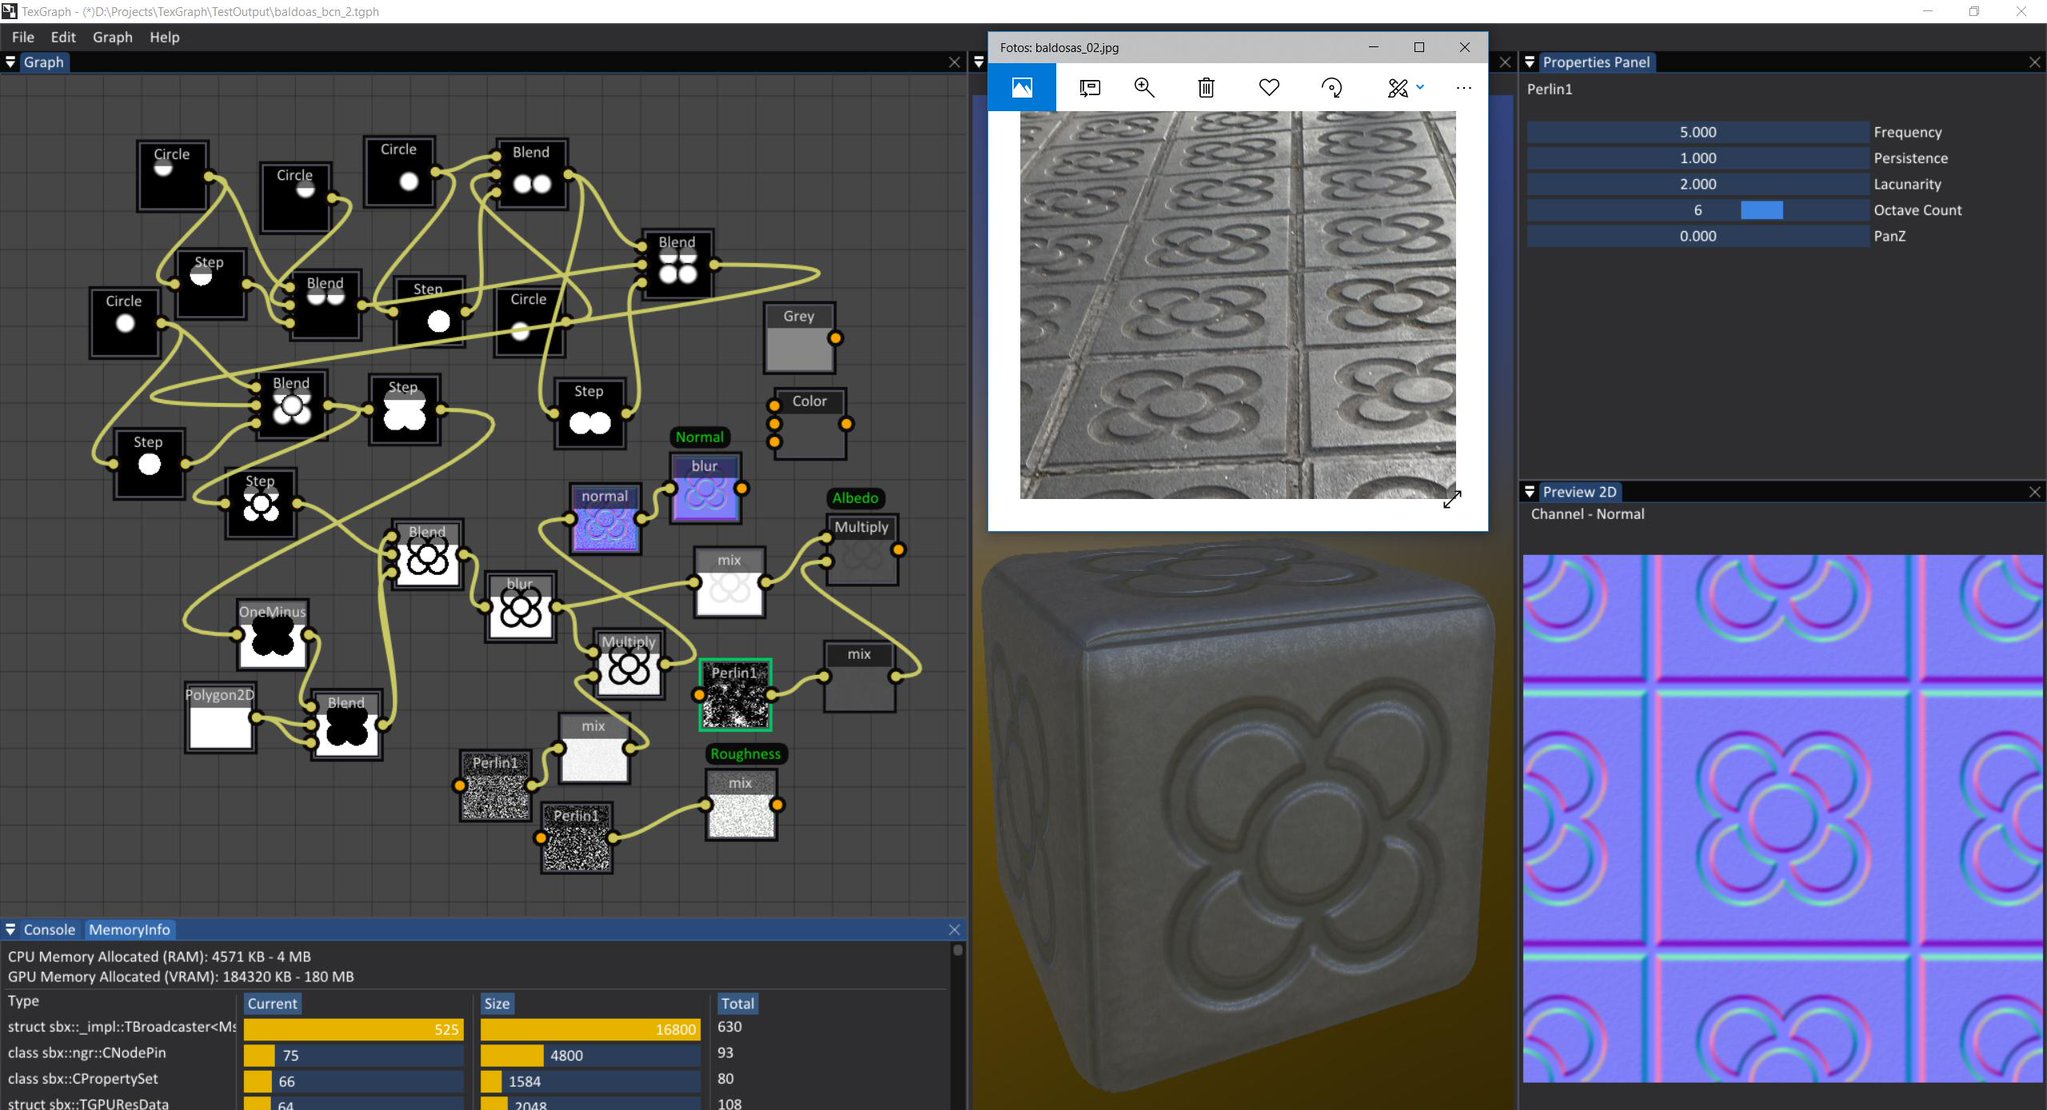 TexGraph - (*)D:\Projects\TexGraph\TestOutput\baldoas_bcn_2.tgph
File Edit Graph Help
Graph
Circle
Circle
Circle
Blend
Blend
Step
Blend
Step
Circle
Circle
Grey
Blend
Step
Step
Color
Step
Normal
blur
Step
normal
Albedo
Multiply
Blend
mix
blur
OneMinus
Multiply
mix
Perlin1
Polygon2D
Blend
mix
Roughness
Perlin1
mix
Perlin1
Fotos: baldosas_02.jpg
Properties Panel
Perlin1
5.000 Frequency
1.000 Persistence
2.000 Lacunarity
6 Octave Count
0.000 PanZ
Preview 2D
Channel - Normal
Console MemoryInfo
CPU Memory Allocated (RAM): 4571 KB - 4 MB
GPU Memory Allocated (VRAM): 184320 KB - 180 MB
Type Current Size Total
struct sbx::_impl::TBroadcaster<Ms 525 16800 630
class sbx::ngr::CNodePin 75 4800 93
class sbx::CPropertySet 66 1584 80
struct sbx::TGPUResData 64 2048 108